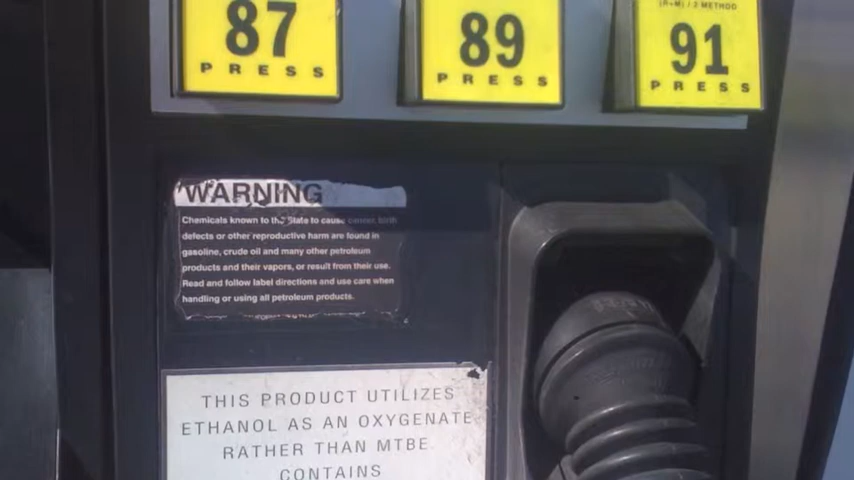 (R+M) / 2 METHOD
87 89 91
PRESS PRESS PRESS
WARNING
Chemicals known to the State to cause cancer, birth
defects or other reproductive harm are found in
gasoline, crude oil and many other petroleum
products and their vapors, or result from their use.
Read and follow label directions and use care when
handling or using all petroleum products.
THIS PRODUCT UTILIZES
ETHANOL AS AN OXYGENATE
RATHER THAN MTBE
CONTAINS